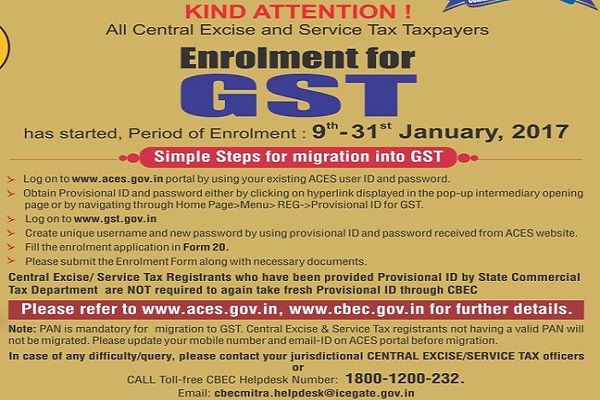 KIND ATTENTION !
All Central Excise and Service Tax Taxpayers
Enrolment for
GST
has started, Period of Enrolment : 9th-31st January, 2017
Simple Steps for migration into GST
➢ Log on to www.aces.gov.in portal by using your existing ACES user ID and password.
➢ Obtain Provisional ID and password either by clicking on hyperlink displayed in the pop-up intermediary opening
page or by navigating through Home Page>Menu> REG->Provisional ID for GST.
➢ Log on to www.gst.gov.in
➢ Create unique username and new password by using provisional ID and password received from ACES website.
➢ Fill the enrolment application in Form 20.
➢ Please submit the Enrolment Form along with necessary documents.
Central Excise/ Service Tax Registrants who have been provided Provisional ID by State Commercial
Tax Department are NOT required to again take fresh Provisional ID through CBEC
Please refer to www.aces.gov.in, www.cbec.gov.in for further details.
Note: PAN is mandatory for migration to GST. Central Excise & Service Tax registrants not having a valid PAN will
not be migrated. Please update your mobile number and email-ID on ACES portal before migration.
In case of any difficulty/query, please contact your jurisdictional CENTRAL EXCISE/SERVICE TAX officers
or
CALL Toll-free CBEC Helpdesk Number: 1800-1200-232.
Email: cbecmitra.helpdesk@icegate.gov.in